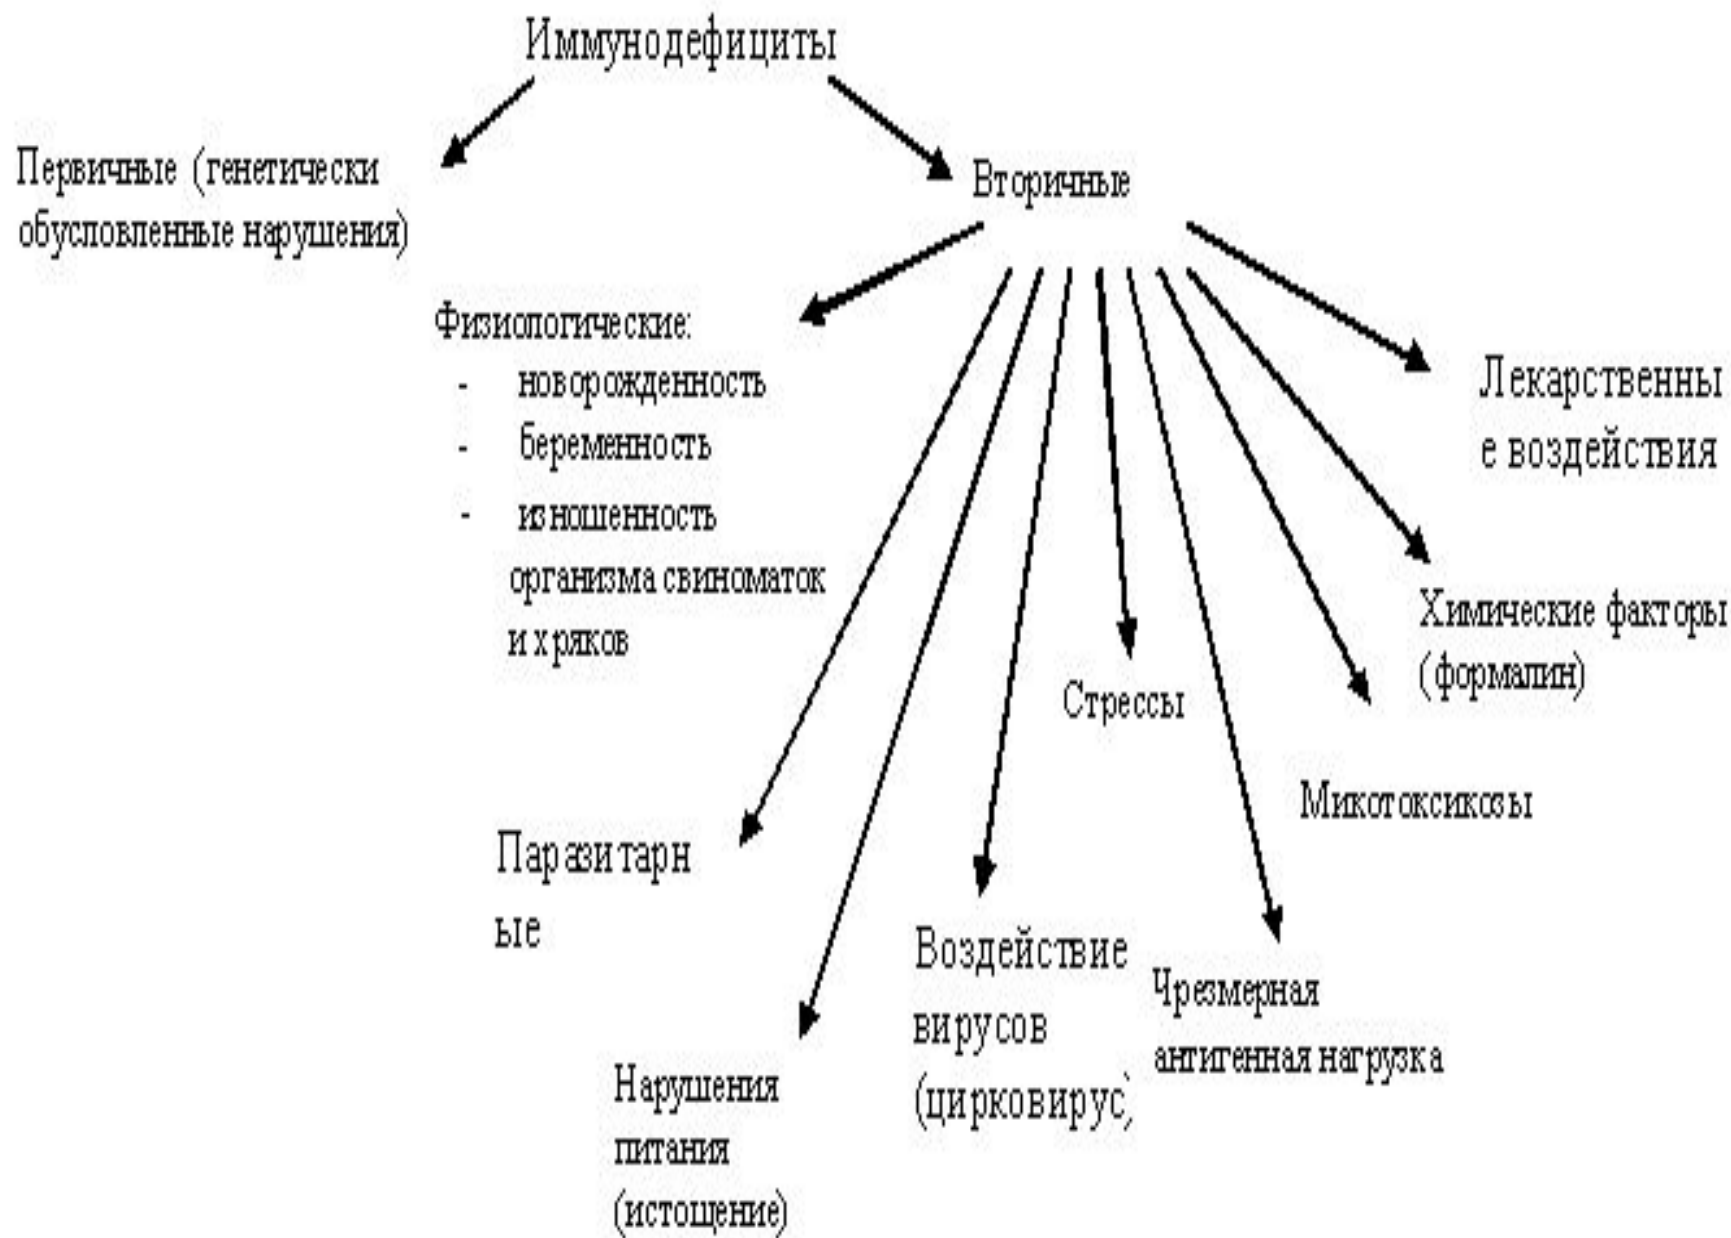 Иммунодефициты
Первичные (генетически
обусловленные нарушения)
Вторичные
Физиологические:
- новорожденность
- беременность
- изношенность
организма свиноматок
и хряков
Лекарственны
е воздействия
Химические факторы
(формалин)
Стрессы
Микотоксикозы
Паразитарн
ые
Воздействие
вирусов
(цирковирус)
Чрезмерная
антигенная нагрузка
Нарушения
питания
(истощение)